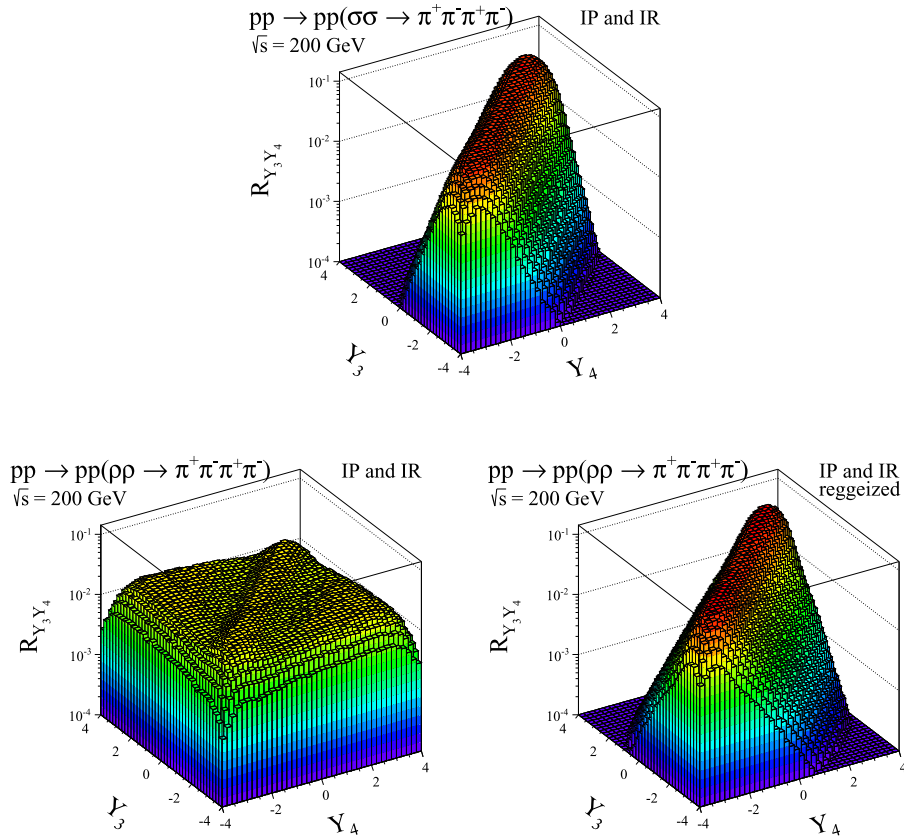 pp → pp(σσ → π⁺π⁻π⁺π⁻) IP and IR
√s = 200 GeV
10⁻¹
10⁻²
10⁻³
10⁻⁴
R_{Y₃Y₄}
4
2
0
-2
-4
Y₃
-4
-2
0
2
4
Y₄
pp → pp(ρρ → π⁺π⁻π⁺π⁻) IP and IR
√s = 200 GeV
10⁻¹
10⁻²
10⁻³
10⁻⁴
R_{Y₃Y₄}
4
2
0
-2
-4
Y₃
-4
-2
0
2
4
Y₄
pp → pp(ρρ → π⁺π⁻π⁺π⁻) IP and IR
√s = 200 GeV reggeized
10⁻¹
10⁻²
10⁻³
10⁻⁴
R_{Y₃Y₄}
4
2
0
-2
-4
Y₃
-4
-2
0
2
4
Y₄